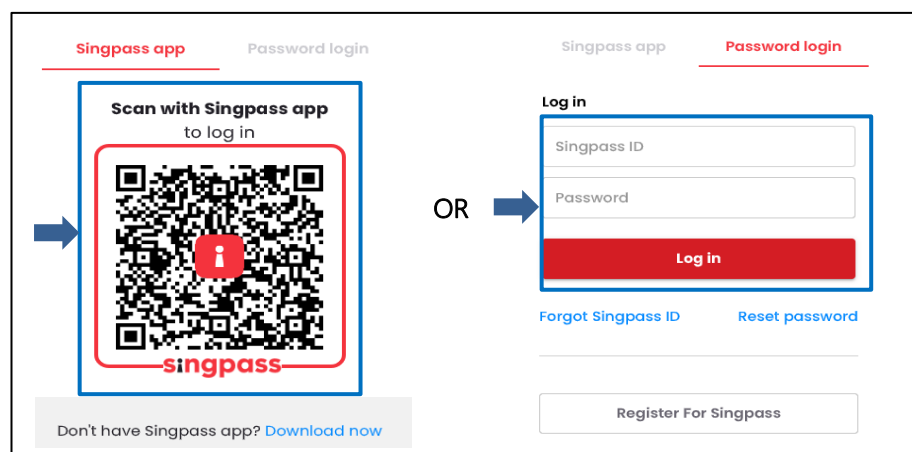 Singpass app Password login
Scan with Singpass app
to log in
singpass
Don't have Singpass app? Download now
OR
Singpass app Password login
Log in
Singpass ID
Password
Log in
Forgot Singpass ID Reset password
Register For Singpass